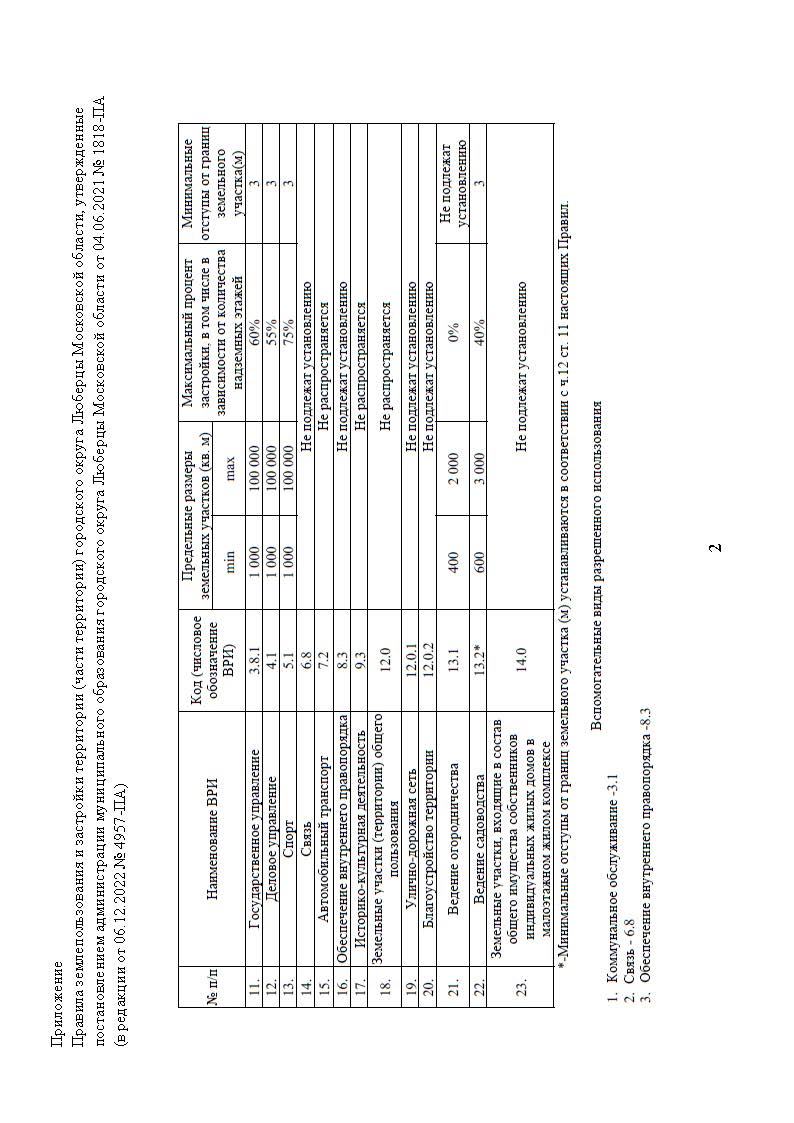 Приложение
Правила землепользования и застройки территории (части территории) городского округа Люберцы Московской области, утвержденные
постановлением администрации муниципального образования городского округа Люберцы Московской области от 04.06.2021 № 1818-ПА
(в редакции от 06.12.2022 № 4957-ПА)
№ п/п Наименование ВРИ Код (числовое обозначение ВРИ) Предельные размеры земельных участков (кв. м) min max Максимальный процент застройки, в том числе в зависимости от количества надземных этажей Минимальные отступы от границ земельного участка(м)
11. Государственное управление 3.8.1 1 000 100 000 60% 3
12. Деловое управление 4.1 1 000 100 000 55% 3
13. Спорт 5.1 1 000 100 000 75% 3
14. Связь 6.8 Не подлежат установлению
15. Автомобильный транспорт 7.2 Не распространяется
16. Обеспечение внутреннего правопорядка 8.3 Не подлежат установлению
17. Историко-культурная деятельность 9.3 Не распространяется
18. Земельные участки (территории) общего пользования 12.0 Не распространяется
19. Улично-дорожная сеть 12.0.1 Не подлежат установлению
20. Благоустройство территории 12.0.2 Не подлежат установлению
21. Ведение огородничества 13.1 400 2 000 0% Не подлежат установлению
22. Ведение садоводства 13.2* 600 3 000 40% 3
23. Земельные участки, входящие в состав общего имущества собственников индивидуальных жилых домов в малоэтажном жилом комплексе 14.0 Не подлежат установлению
*-Минимальные отступы от границ земельного участка (м) устанавливаются в соответствии с ч.12 ст. 11 настоящих Правил.
Вспомогательные виды разрешенного использования
1. Коммунальное обслуживание -3.1
2. Связь - 6.8
3. Обеспечение внутреннего правопорядка -8.3
2